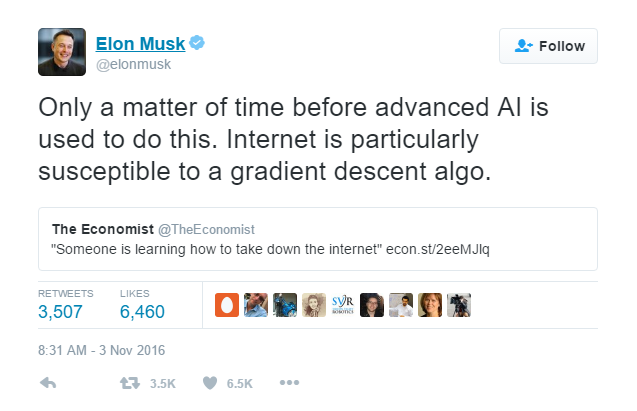 Elon Musk
@elonmusk
Follow
Only a matter of time before advanced AI is
used to do this. Internet is particularly
susceptible to a gradient descent algo.
The Economist @TheEconomist
"Someone is learning how to take down the internet" econ.st/2eeMJlq
RETWEETS LIKES
3,507 6,460
SVR
ROBOTICS
8:31 AM - 3 Nov 2016
3.5K 6.5K